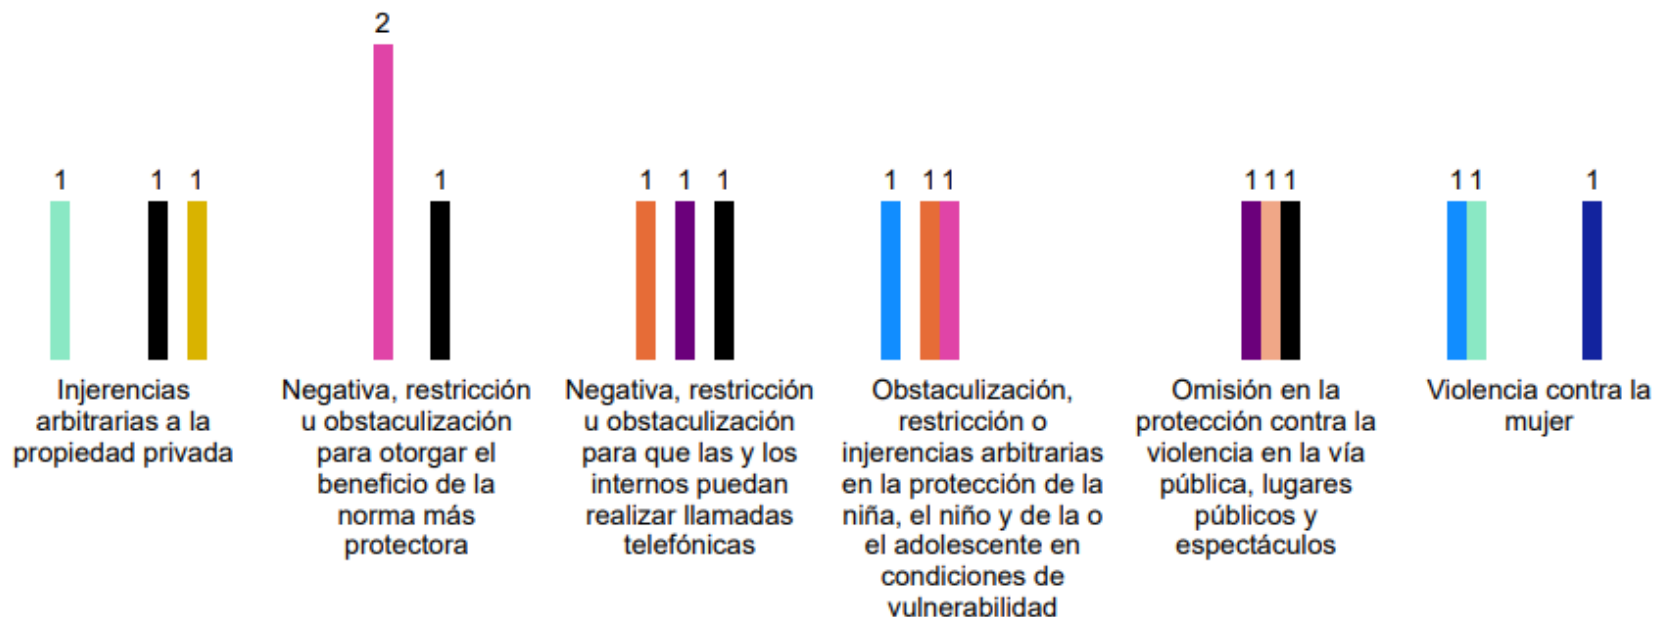 2
1
1 1
1
1 1 1
1 1 1
1 1 1
1 1
1
Injerencias
arbitrarias a la
propiedad privada
Negativa, restricción
u obstaculización
para otorgar el
beneficio de la
norma más
protectora
Negativa, restricción
u obstaculización
para que las y los
internos puedan
realizar llamadas
telefónicas
Obstaculización,
restricción o
injerencias arbitrarias
en la protección de la
niña, el niño y de la o
el adolescente en
condiciones de
vulnerabilidad
Omisión en la
protección contra la
violencia en la vía
pública, lugares
públicos y
espectáculos
Violencia contra la
mujer